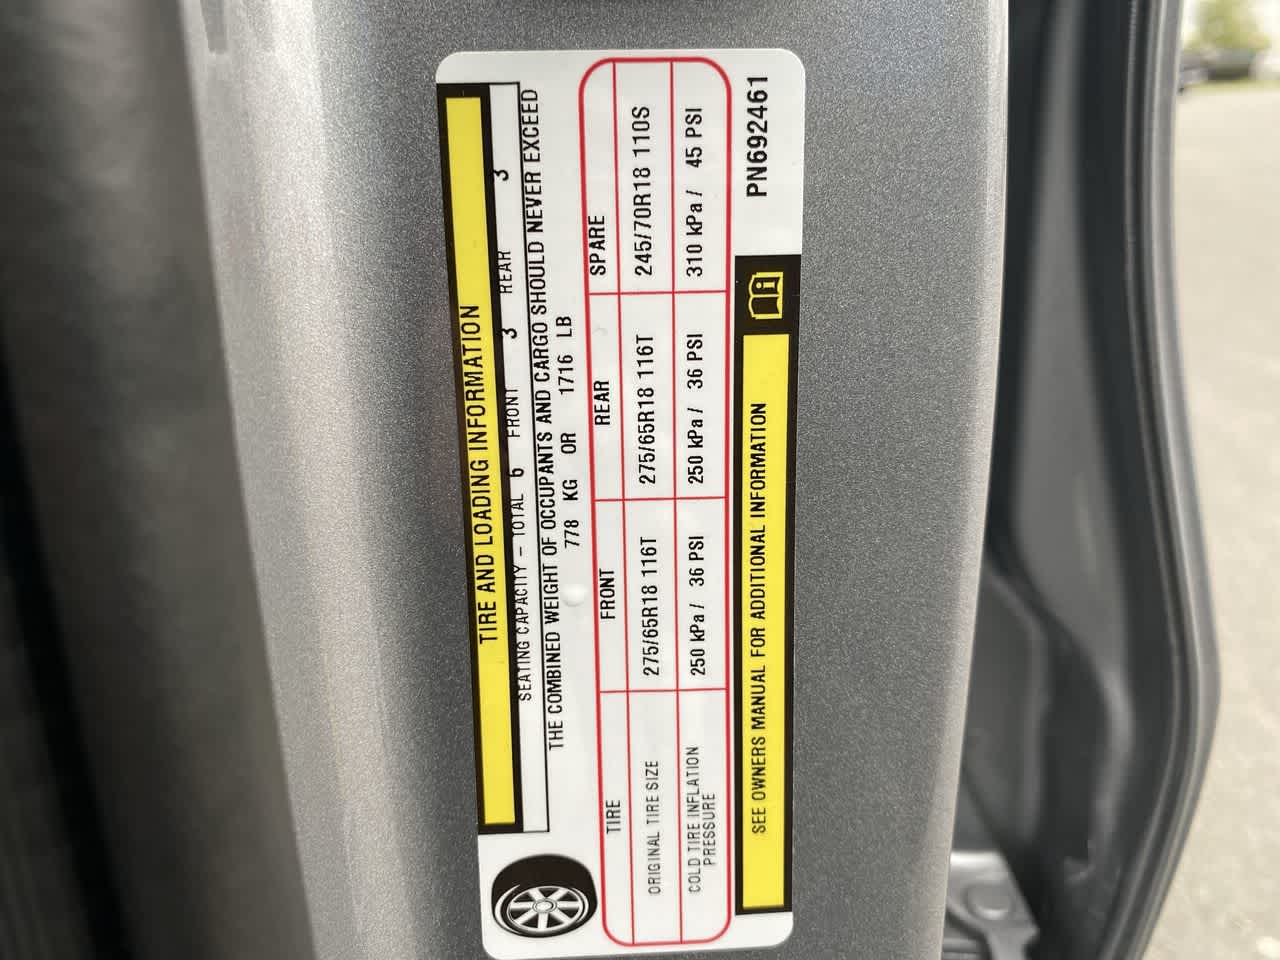 TIRE AND LOADING INFORMATION
SEATING CAPACITY – TOTAL 6 FRONT 3 REAR 3
THE COMBINED WEIGHT OF OCCUPANTS AND CARGO SHOULD NEVER EXCEED
778 KG OR 1716 LB
TIRE FRONT REAR SPARE
ORIGINAL TIRE SIZE 275/65R18 116T 275/65R18 116T 245/70R18 110S
COLD TIRE INFLATION PRESSURE 250 kPa / 36 PSI 250 kPa / 36 PSI 310 kPa / 45 PSI
SEE OWNERS MANUAL FOR ADDITIONAL INFORMATION
PN692461